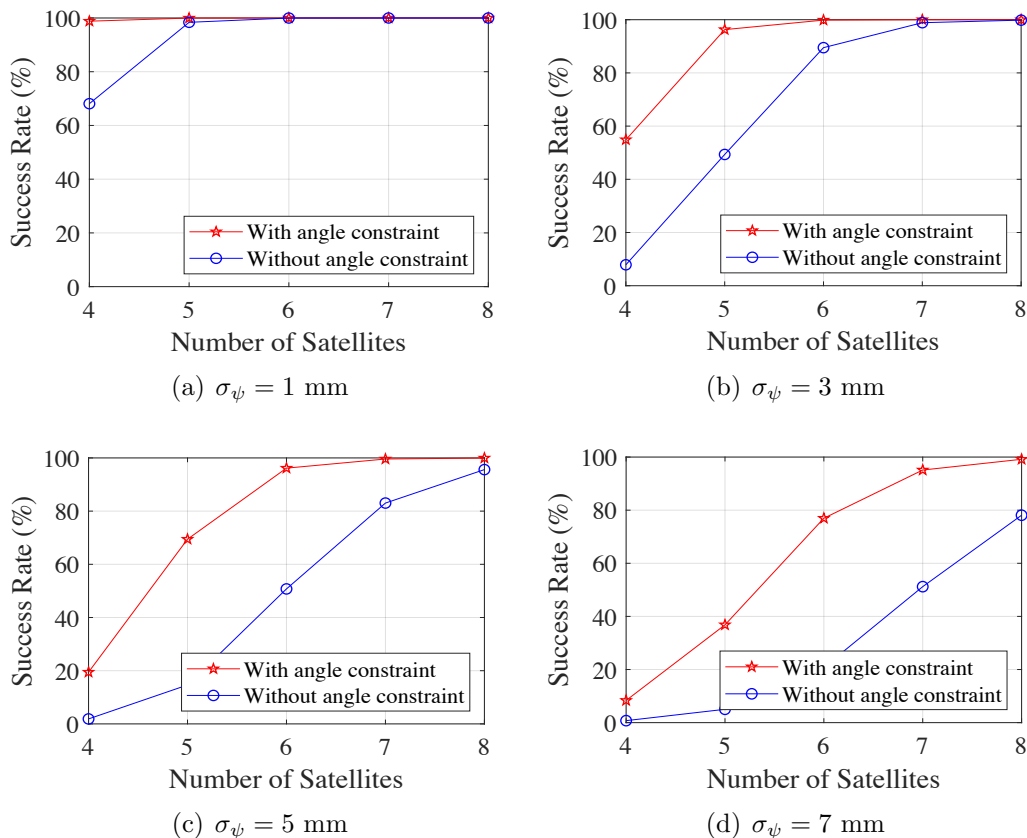 100
80
60
40
20
0
Success Rate (%)
With angle constraint
Without angle constraint
4 5 6 7 8
Number of Satellites
(a) σψ = 1 mm
100
80
60
40
20
0
Success Rate (%)
With angle constraint
Without angle constraint
4 5 6 7 8
Number of Satellites
(b) σψ = 3 mm
100
80
60
40
20
0
Success Rate (%)
With angle constraint
Without angle constraint
4 5 6 7 8
Number of Satellites
(c) σψ = 5 mm
100
80
60
40
20
0
Success Rate (%)
With angle constraint
Without angle constraint
4 5 6 7 8
Number of Satellites
(d) σψ = 7 mm